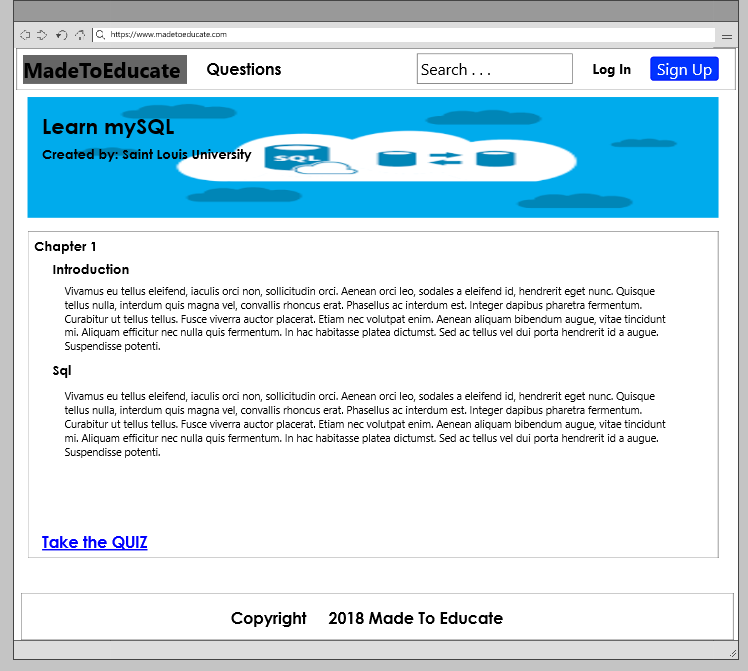 https://www.madetoeducate.com
MadeToEducate Questions Search . . . Log In Sign Up
Learn mySQL
Created by: Saint Louis University
SQL
Chapter 1
Introduction
Vivamus eu tellus eleifend, iaculis orci non, sollicitudin orci. Aenean orci leo, sodales a eleifend id, hendrerit eget nunc. Quisque
tellus nulla, interdum quis magna vel, convallis rhoncus erat. Phasellus ac interdum est. Integer dapibus pharetra fermentum.
Curabitur ut tellus tellus. Fusce viverra auctor placerat. Etiam nec volutpat enim. Aenean aliquam bibendum augue, vitae tincidunt
mi. Aliquam efficitur nec nulla quis fermentum. In hac habitasse platea dictumst. Sed ac tellus vel dui porta hendrerit id a augue.
Suspendisse potenti.
Sql
Vivamus eu tellus eleifend, iaculis orci non, sollicitudin orci. Aenean orci leo, sodales a eleifend id, hendrerit eget nunc. Quisque
tellus nulla, interdum quis magna vel, convallis rhoncus erat. Phasellus ac interdum est. Integer dapibus pharetra fermentum.
Curabitur ut tellus tellus. Fusce viverra auctor placerat. Etiam nec volutpat enim. Aenean aliquam bibendum augue, vitae tincidunt
mi. Aliquam efficitur nec nulla quis fermentum. In hac habitasse platea dictumst. Sed ac tellus vel dui porta hendrerit id a augue.
Suspendisse potenti.
Take the QUIZ
Copyright 2018 Made To Educate